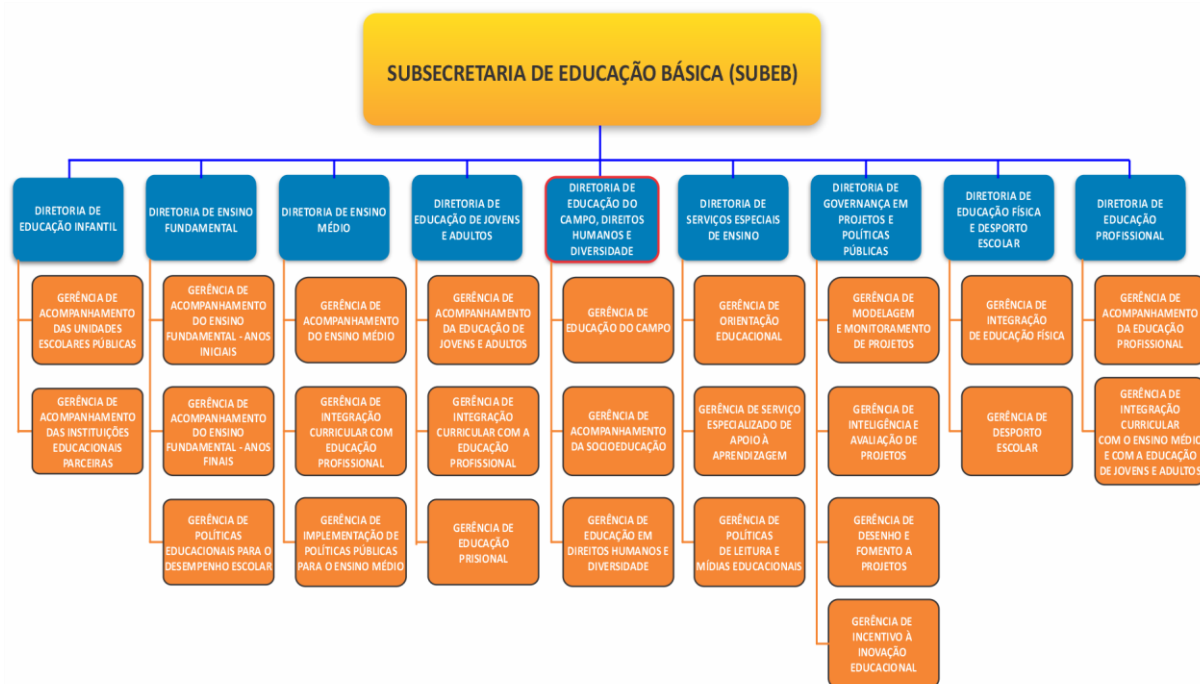 SUBSECRETARIA DE EDUCAÇÃO BÁSICA (SUBEB)
DIRETORIA DE
EDUCAÇÃO INFANTIL
DIRETORIA DE ENSINO
FUNDAMENTAL
DIRETORIA DE ENSINO
MÉDIO
DIRETORIA DE
EDUCAÇÃO DE JOVENS
E ADULTOS
DIRETORIA DE
EDUCAÇÃO DO
CAMPO, DIREITOS
HUMANOS E
DIVERSIDADE
DIRETORIA DE
SERVIÇOS ESPECIAIS
DE ENSINO
DIRETORIA DE
GOVERNANÇA EM
PROJETOS E
POLÍTICAS
PÚBLICAS
DIRETORIA DE
EDUCAÇÃO FÍSICA
E DESPORTO
ESCOLAR
DIRETORIA DE
EDUCAÇÃO
PROFISSIONAL
GERÊNCIA DE
ACOMPANHAMENTO
DAS UNIDADES
ESCOLARES PÚBLICAS
GERÊNCIA DE
ACOMPANHAMENTO
DO ENSINO
FUNDAMENTAL - ANOS
INICIAIS
GERÊNCIA DE
ACOMPANHAMENTO
DO ENSINO MÉDIO
GERÊNCIA DE
ACOMPANHAMENTO
DA EDUCAÇÃO DE
JOVENS E ADULTOS
GERÊNCIA DE
EDUCAÇÃO DO CAMPO
GERÊNCIA DE
ORIENTAÇÃO
EDUCACIONAL
GERÊNCIA DE
MODELAGEM
E MONITORAMENTO
DE PROJETOS
GERÊNCIA DE
INTEGRAÇÃO
DE EDUCAÇÃO FÍSICA
GERÊNCIA DE
ACOMPANHAMENTO
DA EDUCAÇÃO
PROFISSIONAL
GERÊNCIA DE
ACOMPANHAMENTO
DAS INSTITUIÇÕES
EDUCACIONAIS
PARCEIRAS
GERÊNCIA DE
ACOMPANHAMENTO
DO ENSINO
FUNDAMENTAL - ANOS
FINAIS
GERÊNCIA DE
INTEGRAÇÃO
CURRICULAR COM
EDUCAÇÃO
PROFISSIONAL
GERÊNCIA DE
INTEGRAÇÃO
CURRICULAR COM A
EDUCAÇÃO
PROFISSIONAL
GERÊNCIA DE
ACOMPANHAMENTO
DA SOCIOEDUCAÇÃO
GERÊNCIA DE SERVIÇO
ESPECIALIZADO DE
APOIO À
APRENDIZAGEM
GERÊNCIA DE
INTELIGÊNCIA E
AVALIAÇÃO DE
PROJETOS
GERÊNCIA DE
DESPORTO
ESCOLAR
GERÊNCIA DE
INTEGRAÇÃO
CURRICULAR
COM O ENSINO MÉDIO
E COM A EDUCAÇÃO
DE JOVENS E ADULTOS
GERÊNCIA DE
POLÍTICAS
EDUCACIONAIS PARA O
DESEMPENHO ESCOLAR
GERÊNCIA DE
IMPLEMENTAÇÃO DE
POLÍTICAS PÚBLICAS
PARA O ENSINO MÉDIO
GERÊNCIA DE
EDUCAÇÃO
PRISIONAL
GERÊNCIA DE
EDUCAÇÃO EM
DIREITOS HUMANOS E
DIVERSIDADE
GERÊNCIA DE
POLÍTICAS
DE LEITURA E
MÍDIAS EDUCACIONAIS
GERÊNCIA DE
DESENHO E
FOMENTO A
PROJETOS
GERÊNCIA DE
INCENTIVO À
INOVAÇÃO
EDUCACIONAL